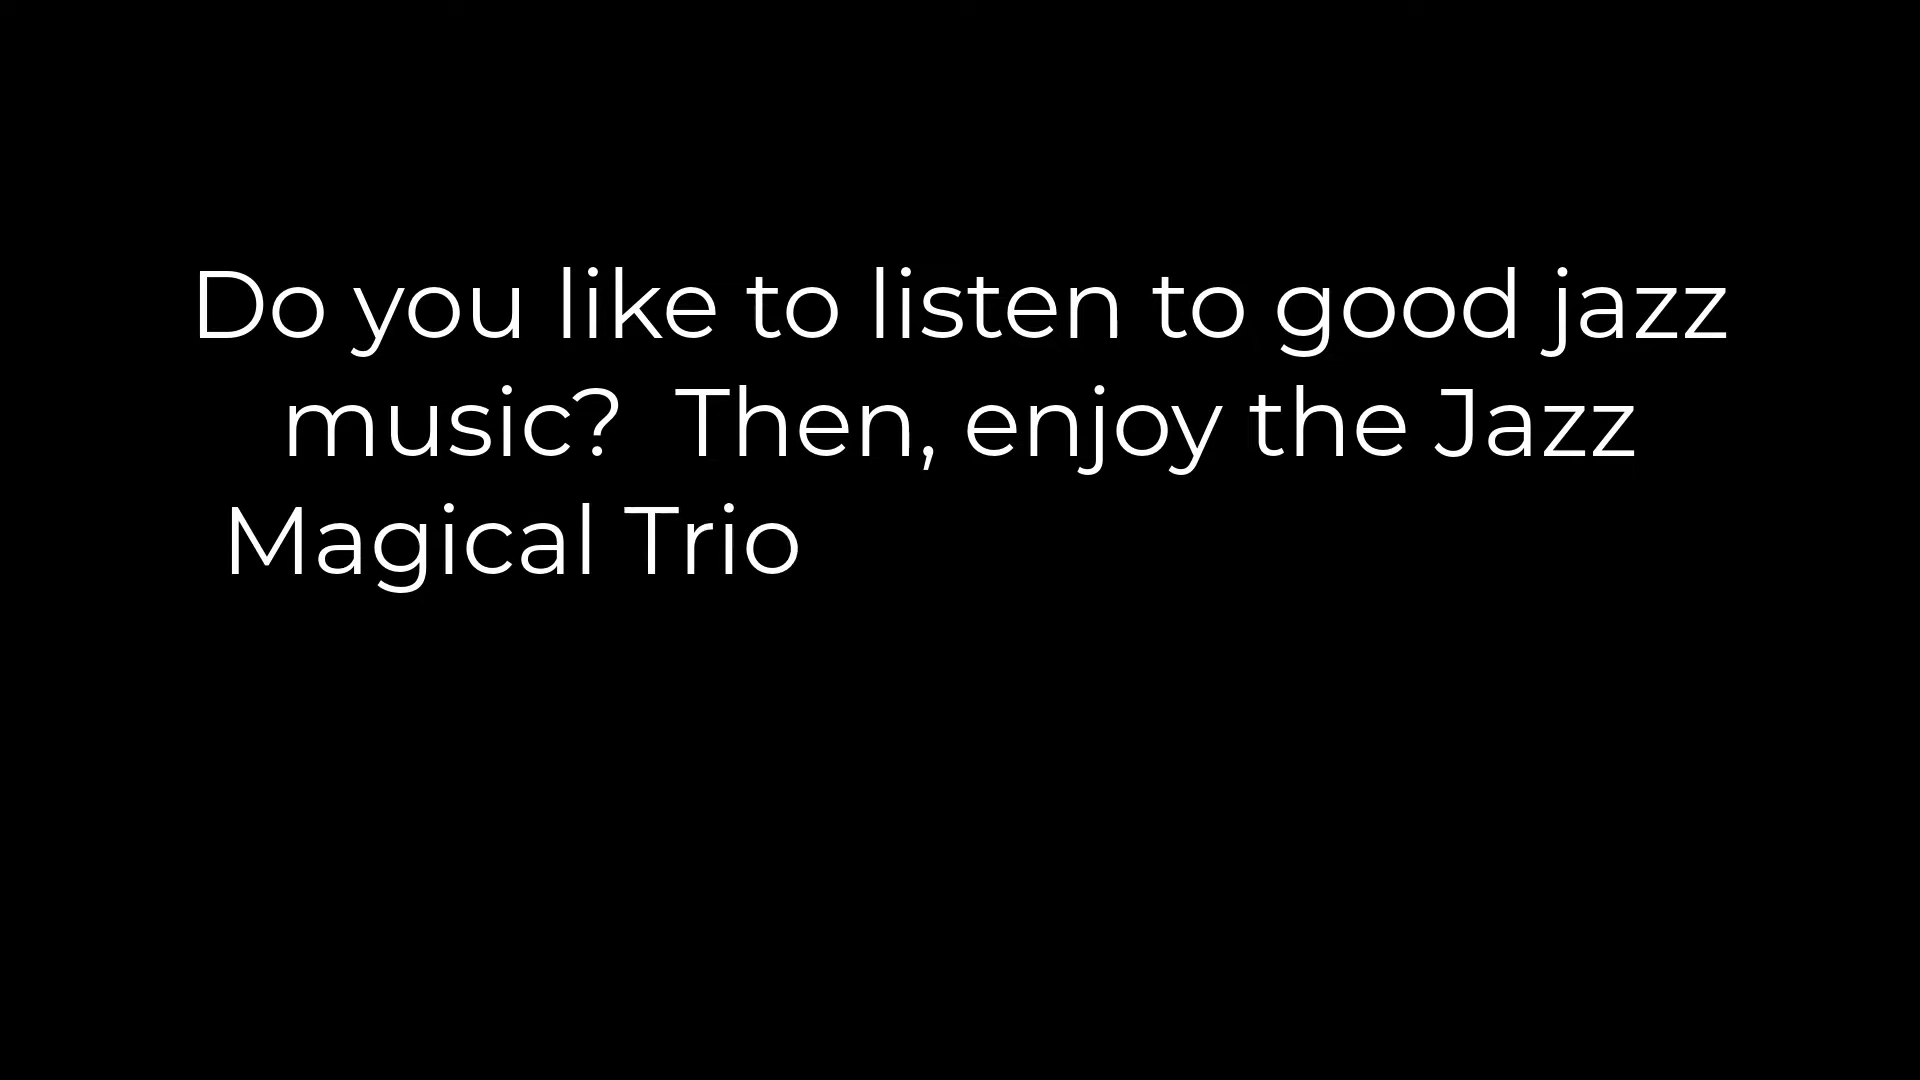 Do you like to listen to good jazz
music?  Then, enjoy the Jazz
Magical Trio